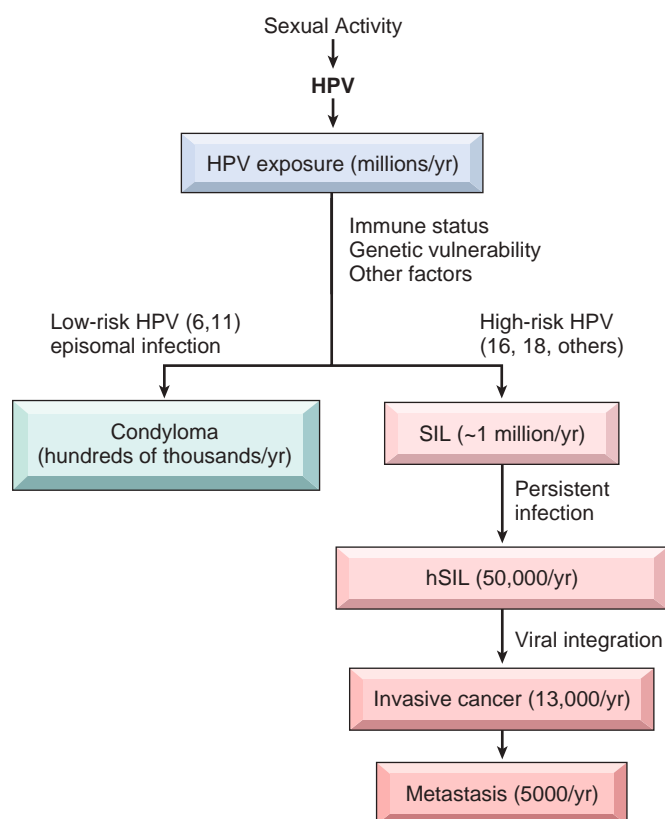 Sexual Activity
HPV
HPV exposure (millions/yr)
Immune status
Genetic vulnerability
Other factors
Low-risk HPV (6,11)
episomal infection
High-risk HPV
(16, 18, others)
Condyloma
(hundreds of thousands/yr)
SIL (~1 million/yr)
Persistent
infection
hSIL (50,000/yr)
Viral integration
Invasive cancer (13,000/yr)
Metastasis (5000/yr)